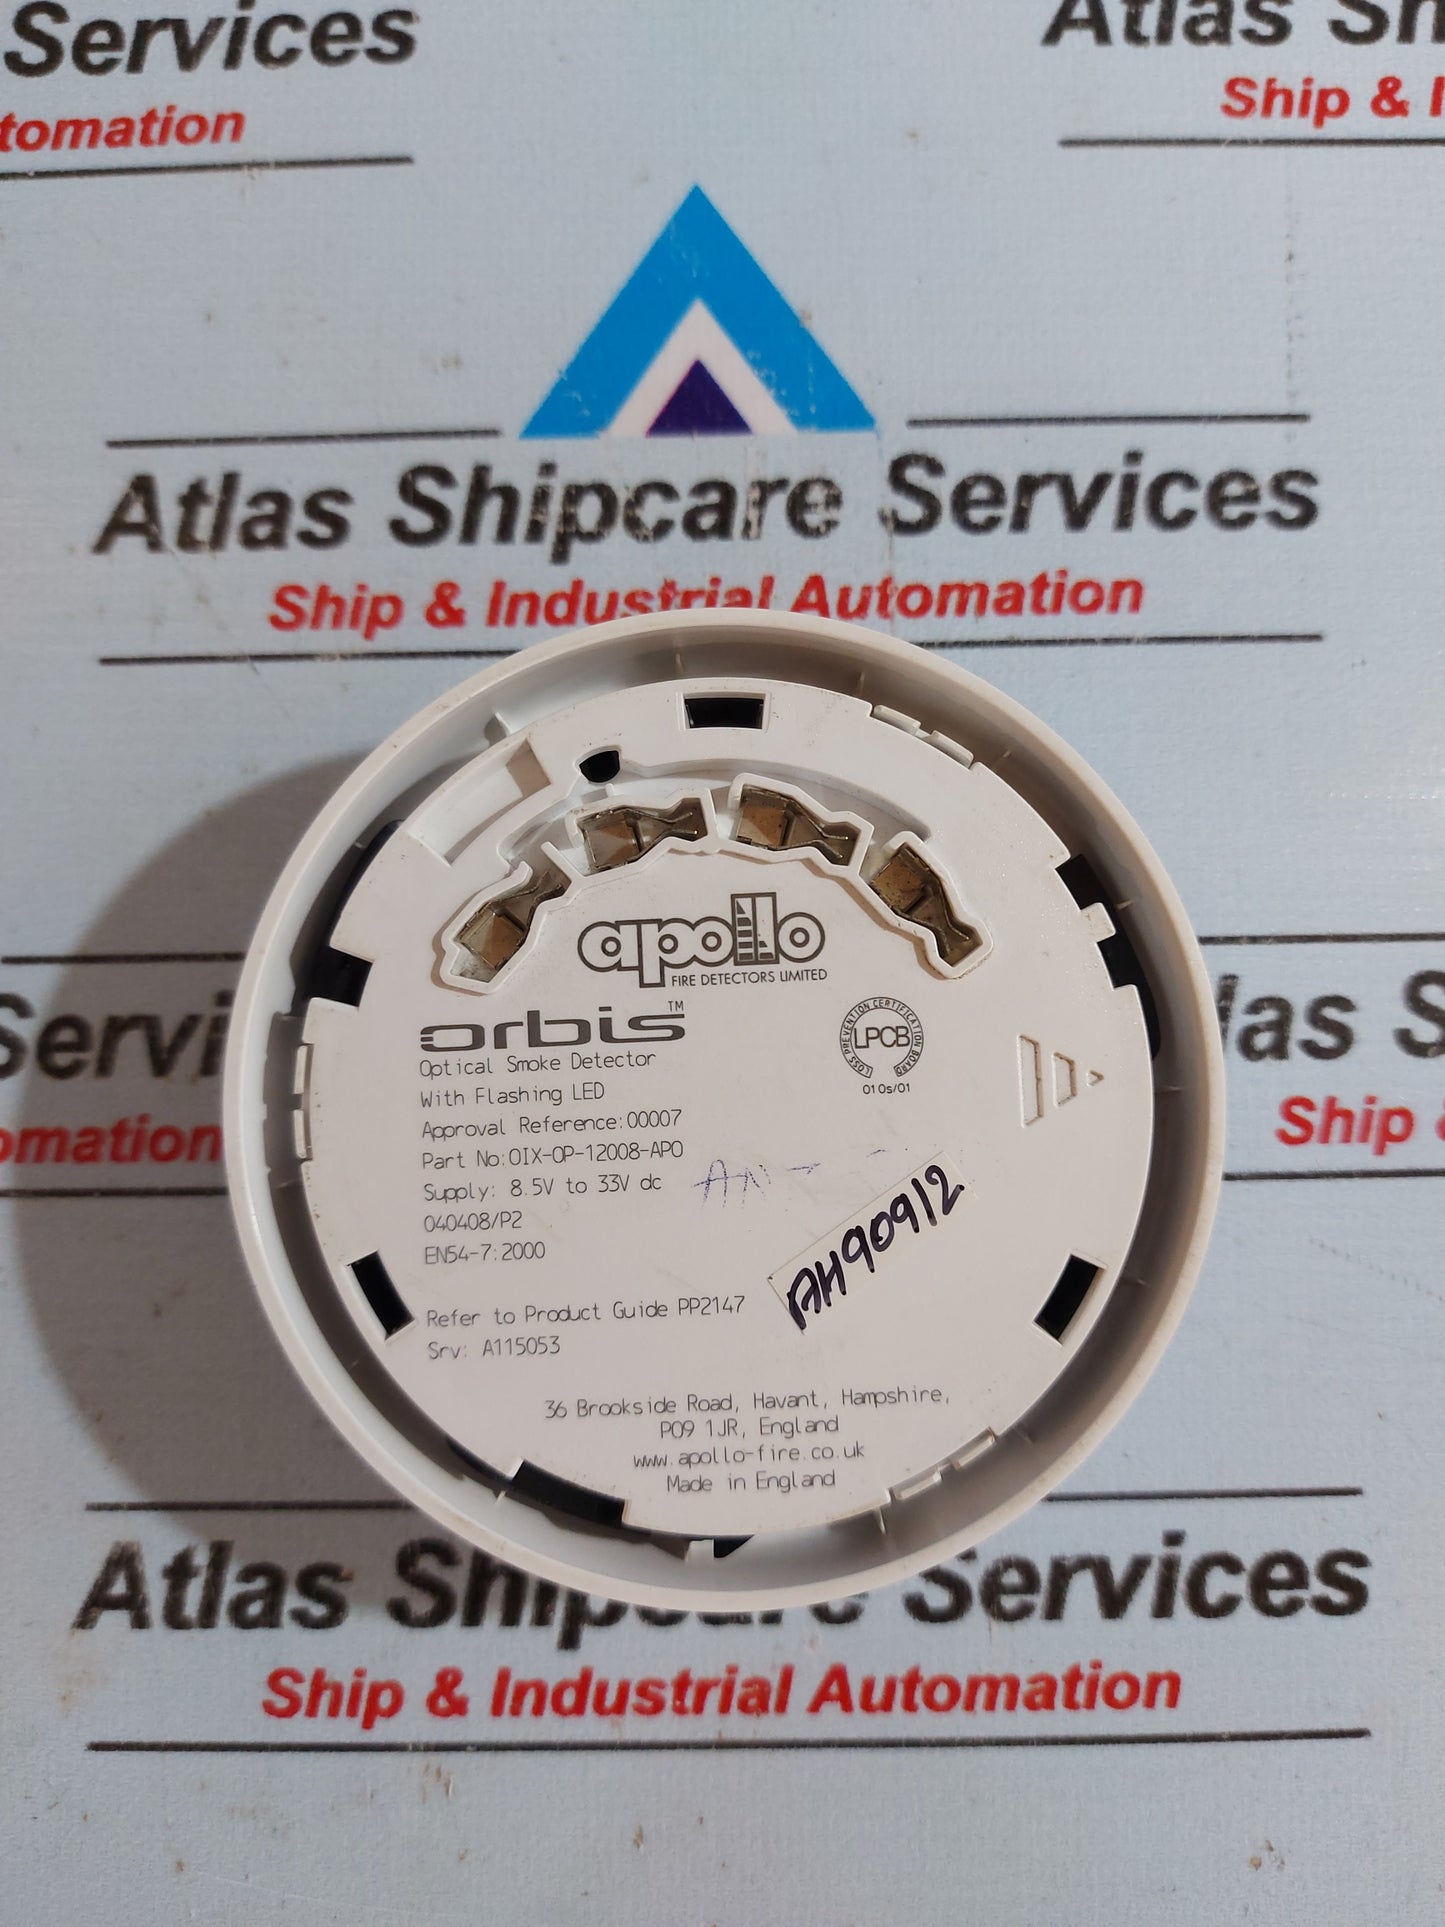 Services
tomation
Atlas Sh
Ship & I
Atlas Shipcare Services
Ship & Industrial Automation
apollo
FIRE DETECTORS LIMITED
orbis™
Optical Smoke Detector
With Flashing LED
Approval Reference:00007
Part No:OIX-OP-12008-APO
Supply: 8.5V to 33V dc
040408/P2
EN54-7:2000
Refer to Product Guide PP2147
Srv: A115053
LOSS PREVENTION CERTIFICATION BOARD
LPCB
010s/01
AH90912
36 Brookside Road, Havant, Hampshire,
PO9 1JR, England
www.apollo-fire.co.uk
Made in England
Servi
omation
las S
Ship &
Atlas Shipcare Services
Ship & Industrial Automation